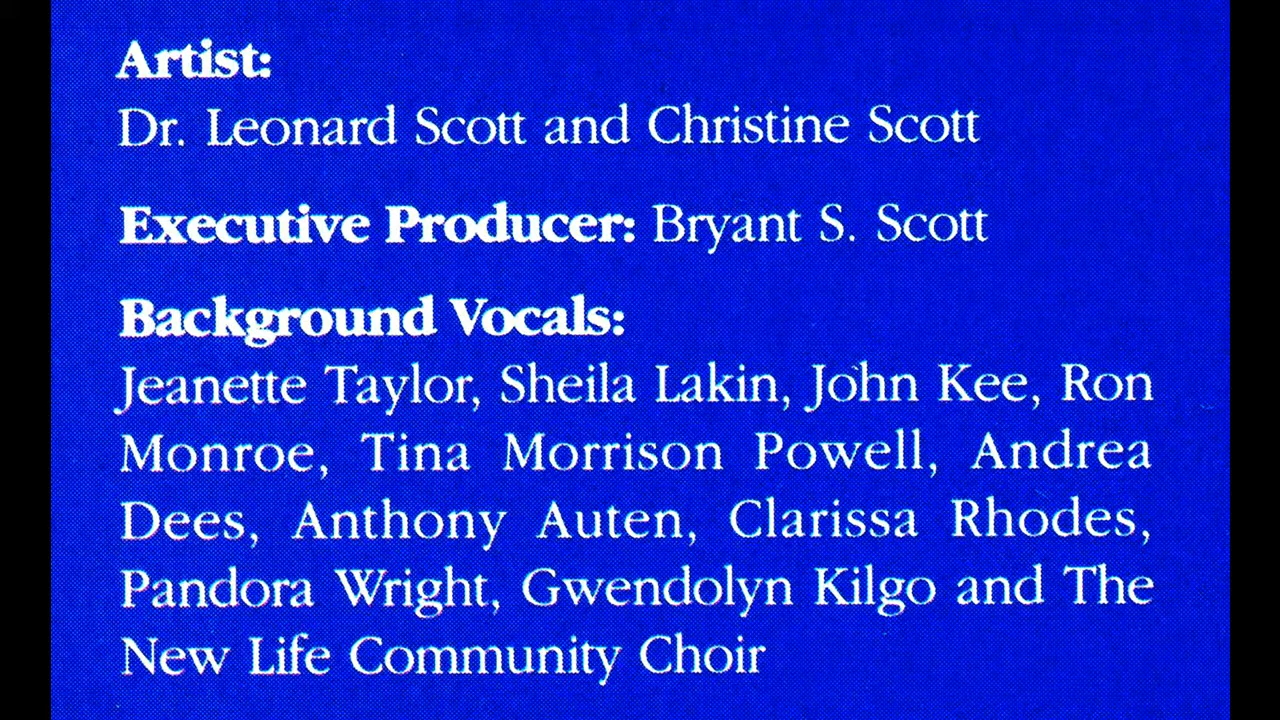 Artist:
Dr. Leonard Scott and Christine Scott
Executive Producer: Bryant S. Scott
Background Vocals:
Jeanette Taylor, Sheila Lakin, John Kee, Ron
Monroe, Tina Morrison Powell, Andrea
Dees, Anthony Auten, Clarissa Rhodes,
Pandora Wright, Gwendolyn Kilgo and The
New Life Community Choir